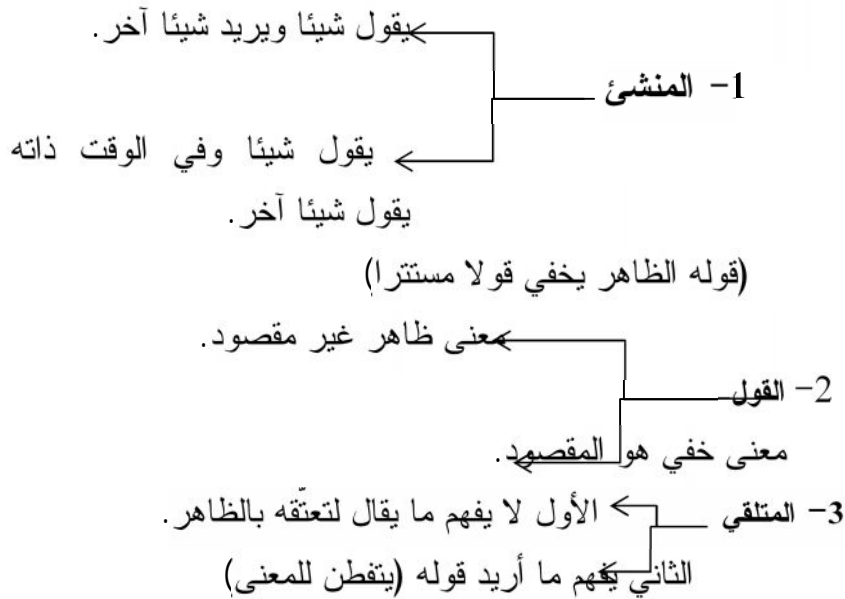 يقول شيئا ويريد شيئا آخر.
1- المنشئ
يقول شيئا وفي الوقت ذاته
يقول شيئا آخر.
(قوله الظاهر يخفي قولا مستترا)
معنى ظاهر غير مقصود.
2- القول
معنى خفي هو المقصود.
3- المتلقي
الأول لا يفهم ما يقال لتعتّقه بالظاهر.
الثاني يفهم ما أريد قوله (يتفطن للمعنى)